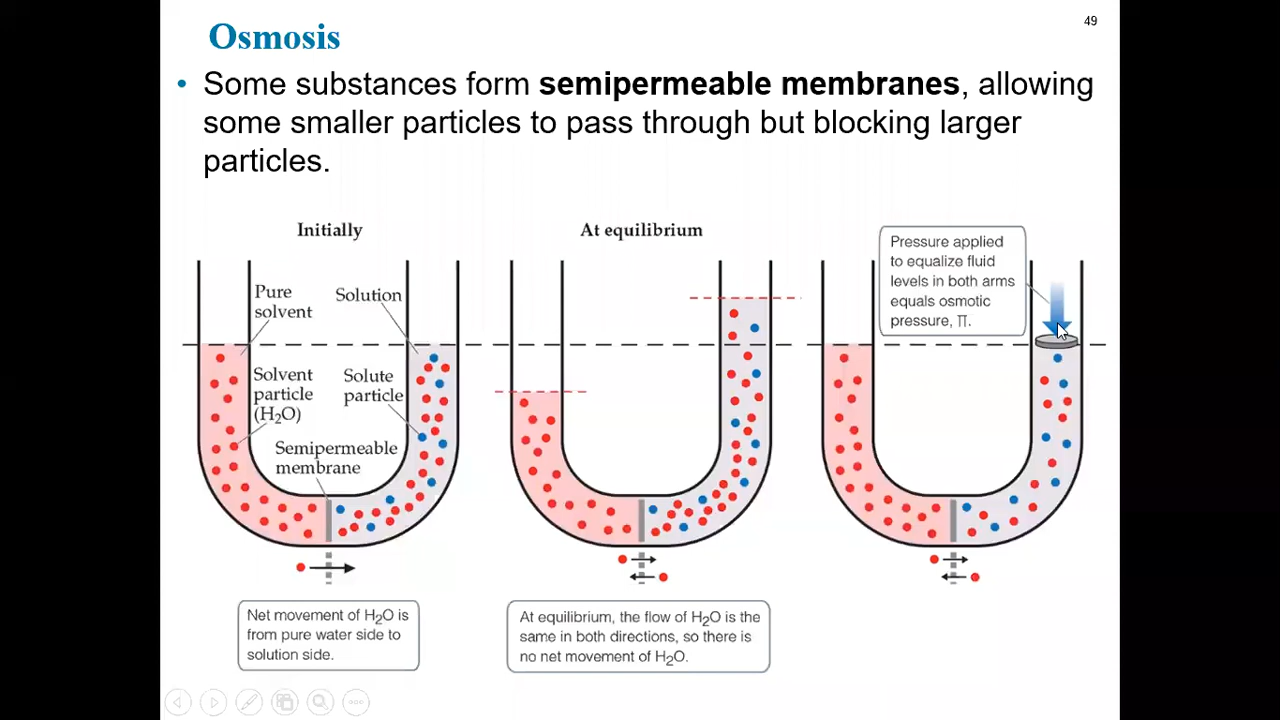 49
Osmosis
• Some substances form semipermeable membranes, allowing
some smaller particles to pass through but blocking larger
particles.
Initially
Pure
solvent
Solution
Solvent
particle
(H₂O)
Solute
particle
Semipermeable
membrane
Net movement of H₂O is
from pure water side to
solution side.
At equilibrium
At equilibrium, the flow of H₂O is the
same in both directions, so there is
no net movement of H₂O.
Pressure applied
to equalize fluid
levels in both arms
equals osmotic
pressure, Π.